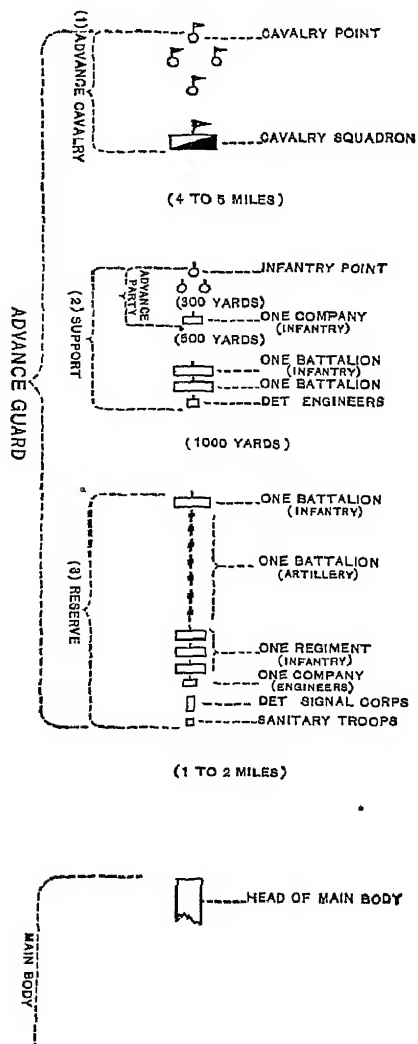 (1) ADVANCE CAVALRY
CAVALRY POINT
CAVALRY SQUADRON
(4 TO 5 MILES)
ADVANCE GUARD
(2) SUPPORT
ADVANCE
PARTY
INFANTRY POINT
(300 YARDS)
ONE COMPANY
(INFANTRY)
(500 YARDS)
ONE BATTALION
(INFANTRY)
ONE BATTALION
DET ENGINEERS
(1000 YARDS)
(3) RESERVE
ONE BATTALION
(INFANTRY)
ONE BATTALION
(ARTILLERY)
ONE REGIMENT
(INFANTRY)
ONE COMPANY
(ENGINEERS)
DET SIGNAL CORPS
SANITARY TROOPS
(1 TO 2 MILES)
HEAD OF MAIN BODY
MAIN BODY